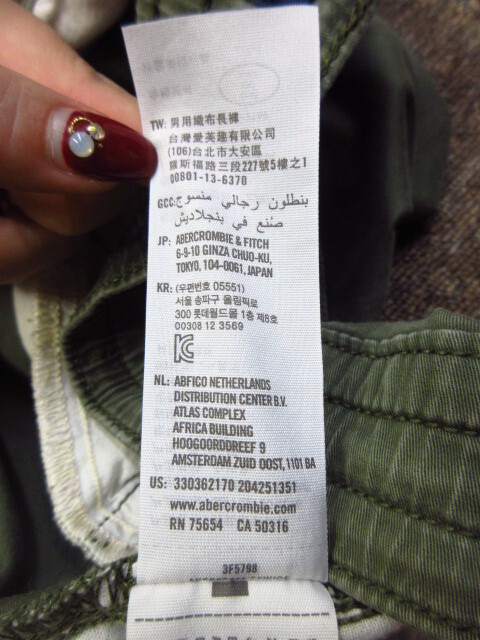 TW: 男用織布長褲
台灣愛芙趣有限公司
(106)台北市大安區
羅斯福路三段227號5樓之1
00801-13-6370
GCC: بنطلون رجالي منسوج
صنع في بنجلاديش
JP: ABERCROMBIE & FITCH
6-9-10 GINZA CHUO-KU,
TOKYO, 104-0061, JAPAN
KR: (우편번호 05551)
서울 송파구 올림픽로
300 롯데월드몰 1층 제8호
00308 12 3569
KC
NL: ABFICO NETHERLANDS
DISTRIBUTION CENTER B.V.
ATLAS COMPLEX
AFRICA BUILDING
HOOGOORDDREEF 9
AMSTERDAM ZUID OOST, 1101 BA
US: 330362170 204251351
www.abercrombie.com
RN 75654 CA 50316
3F5798